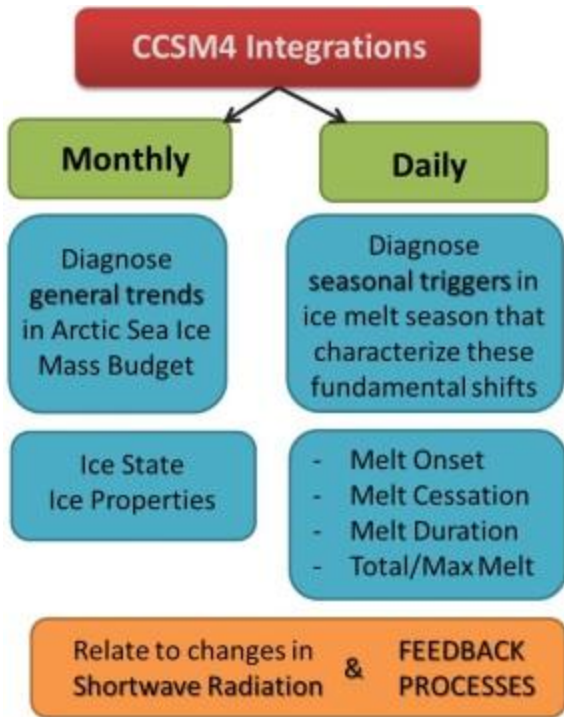 CCSM4 Integrations
Monthly
Diagnose
general trends
in Arctic Sea Ice
Mass Budget
Ice State
Ice Properties
Daily
Diagnose
seasonal triggers in
ice melt season that
characterize these
fundamental shifts
- Melt Onset
- Melt Cessation
- Melt Duration
- Total/Max Melt
Relate to changes in
Shortwave Radiation
&
FEEDBACK
PROCESSES